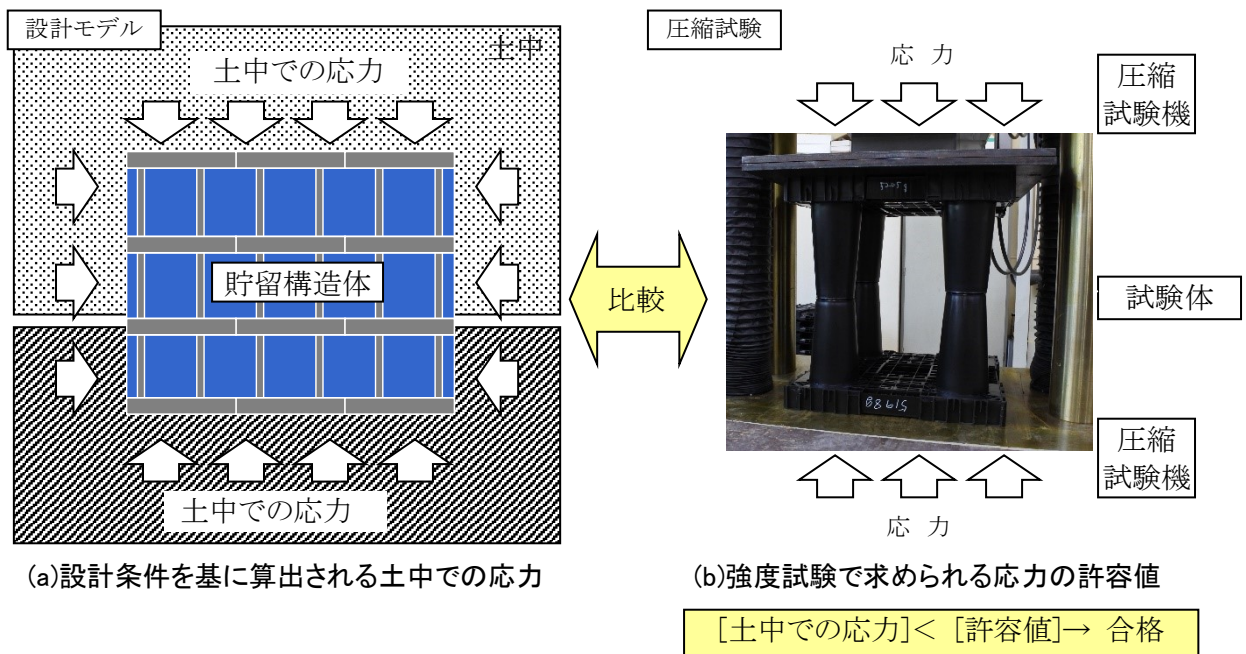 設計モデル
土中
土中での応力
貯留構造体
土中での応力
(a)設計条件を基に算出される土中での応力
比較
圧縮試験
応 力
圧縮
試験機
試験体
圧縮
試験機
応 力
(b)強度試験で求められる応力の許容値
[土中での応力]< [許容値]→ 合格